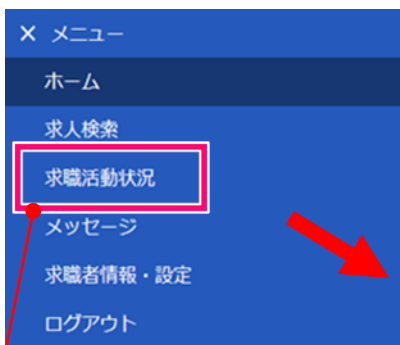 × メニュー
ホーム
求人検索
求職活動状況
メッセージ
求職者情報・設定
ログアウト